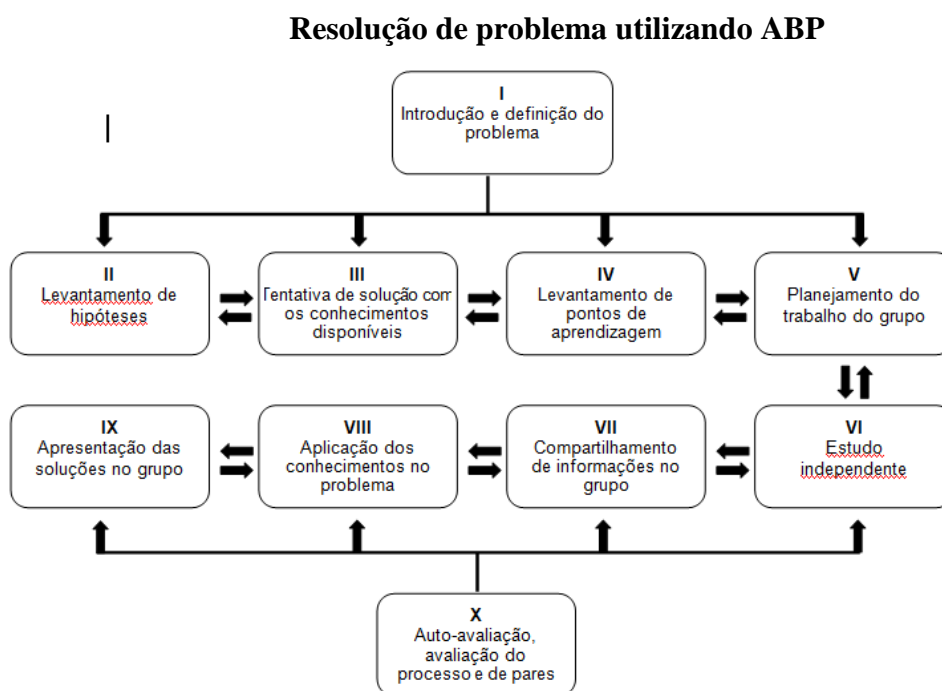 Resolução de problema utilizando ABP
I
Introdução e definição do
problema
II
Levantamento de
hipóteses
III
Tentativa de solução com
os conhecimentos
disponíveis
IV
Levantamento de
pontos de
aprendizagem
V
Planejamento do
trabalho do grupo
IX
Apresentação das
soluções no grupo
VIII
Aplicação dos
conhecimentos no
problema
VII
Compartilhamento
de informações no
grupo
VI
Estudo
independente
X
Auto-avaliação,
avaliação do
processo e de pares